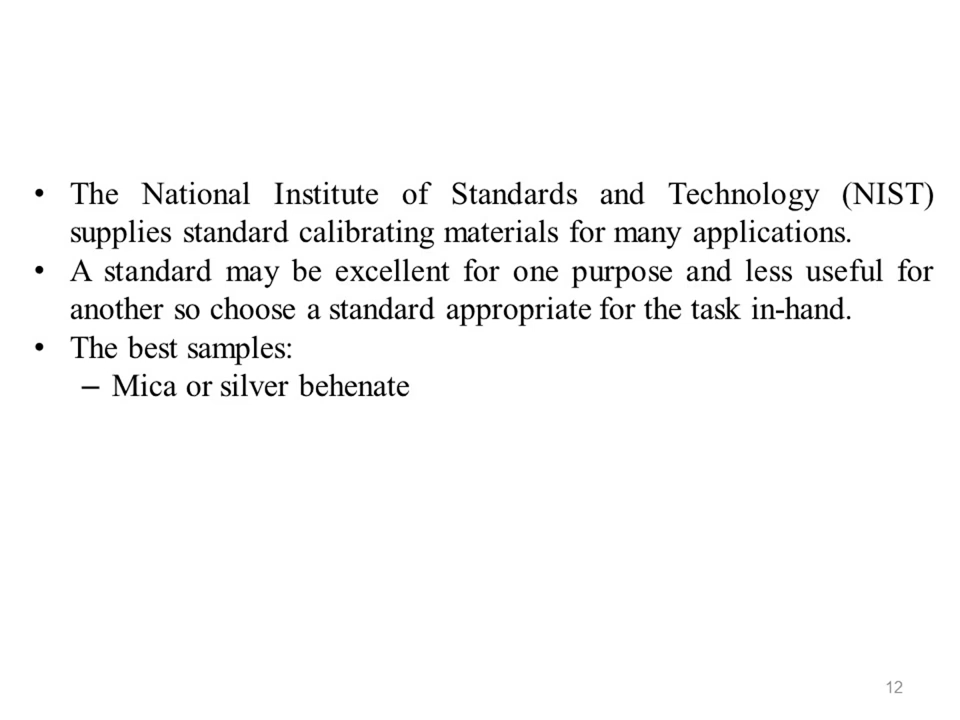 • The National Institute of Standards and Technology (NIST)
supplies standard calibrating materials for many applications.
• A standard may be excellent for one purpose and less useful for
another so choose a standard appropriate for the task in-hand.
• The best samples:
– Mica or silver behenate
12